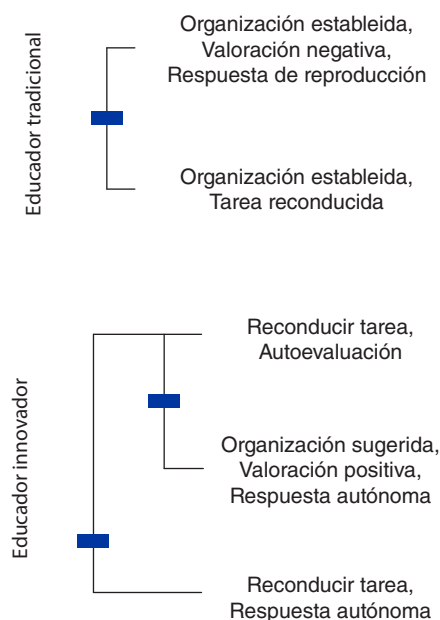 Educador tradicional
Organización estableida,
Valoración negativa,
Respuesta de reproducción
Organización estableida,
Tarea reconducida
Educador innovador
Reconducir tarea,
Autoevaluación
Organización sugerida,
Valoración positiva,
Respuesta autónoma
Reconducir tarea,
Respuesta autónoma